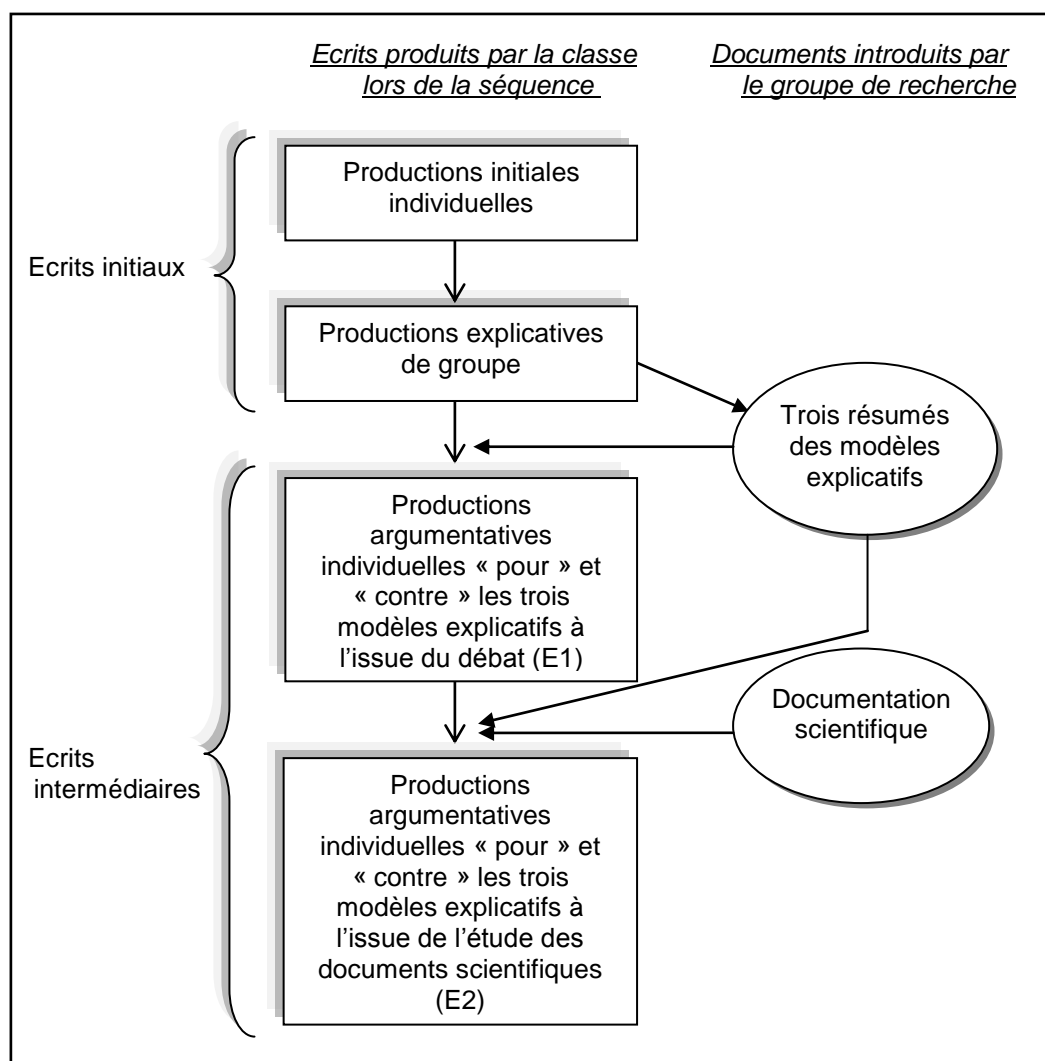 Ecrits produits par la classe
lors de la séquence
Documents introduits par
le groupe de recherche
Productions initiales
individuelles
Ecrits initiaux
Productions explicatives
de groupe
Trois résumés
des modèles
explicatifs
Productions
argumentatives
individuelles « pour » et
« contre » les trois
modèles explicatifs à
l'issue du débat (E1)
Documentation
scientifique
Ecrits
intermédiaires
Productions
argumentatives
individuelles « pour » et
« contre » les trois
modèles explicatifs à
l'issue de l'étude des
documents scientifiques
(E2)